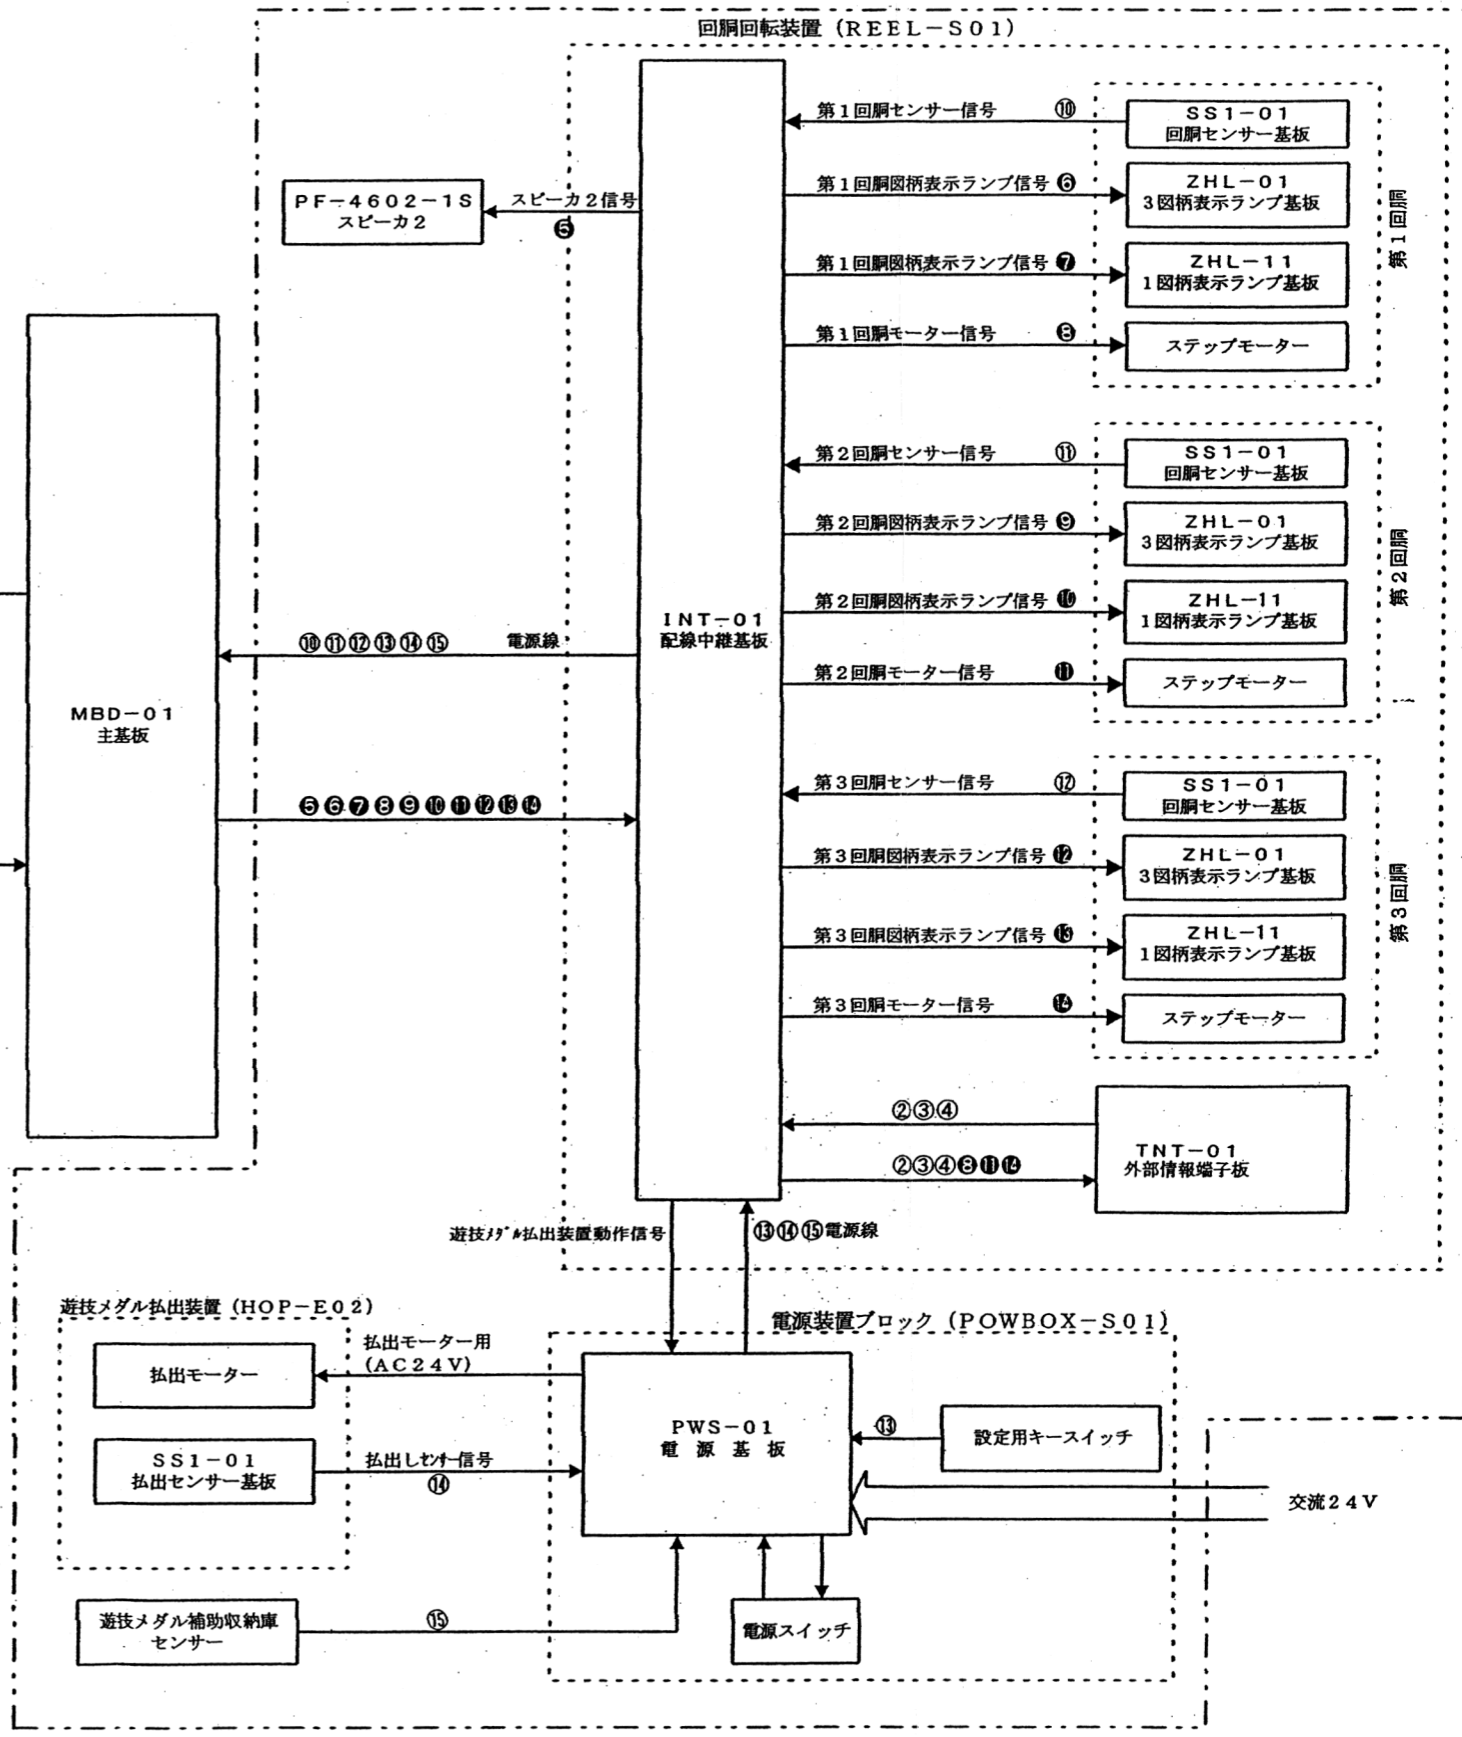 回胴回転装置（ＲＥＥＬ－Ｓ０１）
第１回胴センサー信号 ⑩
ＳＳ１－０１
回胴センサー基板
第１回胴図柄表示ランプ信号 ❻
ＺＨＬ－０１
３図柄表示ランプ基板
第１回胴図柄表示ランプ信号 ❼
ＺＨＬ－１１
１図柄表示ランプ基板
第１回胴モーター信号 ❽
ステップモーター
第１回胴
ＰＦ－４６０２－１Ｓ
スピーカ２
スピーカ２信号
❺
第２回胴センサー信号 ⑪
ＳＳ１－０１
回胴センサー基板
第２回胴図柄表示ランプ信号 ❾
ＺＨＬ－０１
３図柄表示ランプ基板
第２回胴図柄表示ランプ信号 ❿
ＺＨＬ－１１
１図柄表示ランプ基板
第２回胴モーター信号 ⓫
ステップモーター
第２回胴
ＩＮＴ－０１
配線中継基板
⑩⑪⑫⑬⑭⑮ 電源線
ＭＢＤ－０１
主基板
❺❻❼❽❾❿⓫⓬⓭⓮
第３回胴センサー信号 ⑫
ＳＳ１－０１
回胴センサー基板
第３回胴図柄表示ランプ信号 ⓬
ＺＨＬ－０１
３図柄表示ランプ基板
第３回胴図柄表示ランプ信号 ⓭
ＺＨＬ－１１
１図柄表示ランプ基板
第３回胴モーター信号 ⓮
ステップモーター
第３回胴
②③④
②③④❽⓫⓮
ＴＮＴ－０１
外部情報端子板
遊技ﾒﾀﾞﾙ払出装置動作信号
⑬⑭⑮電源線
遊技メダル払出装置（ＨＯＰ－Ｅ０２）
払出モーター
払出モーター用
（ＡＣ２４Ｖ）
ＳＳ１－０１
払出センサー基板
払出しｾﾝｻｰ信号
⑭
電源装置ブロック（ＰＯＷＢＯＸ－Ｓ０１）
ＰＷＳ－０１
電源基板
⑬
設定用キースイッチ
交流２４Ｖ
遊技メダル補助収納庫
センサー
⑮
電源スイッチ